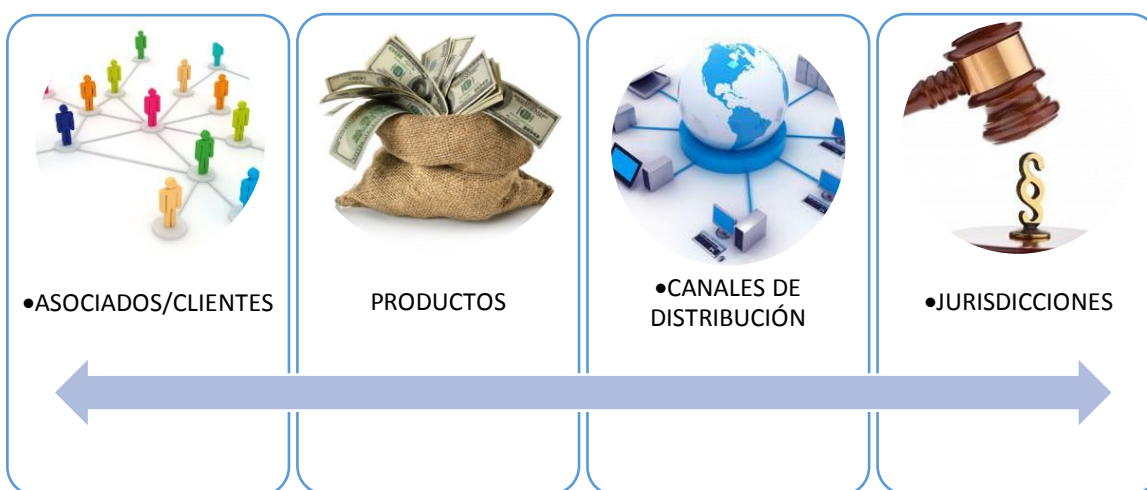 •ASOCIADOS/CLIENTES
PRODUCTOS
•CANALES DE
DISTRIBUCIÓN
•JURISDICCIONES